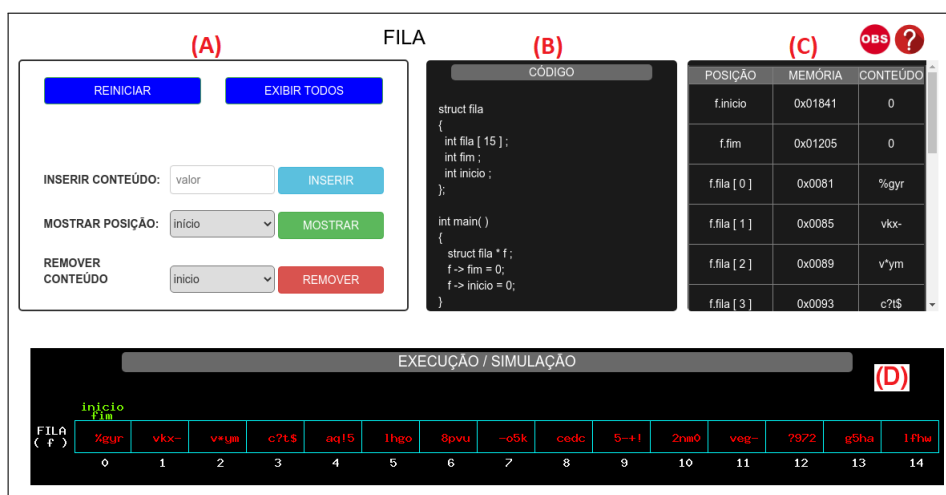 FILA
(A)
(B)
(C)
OBS ?
REINICIAR
EXIBIR TODOS
INSERIR CONTEÚDO:
valor
INSERIR
MOSTRAR POSIÇÃO:
início
MOSTRAR
REMOVER
CONTEÚDO
inicio
REMOVER
CÓDIGO
struct fila
{
int fila [ 15 ] ;
int fim ;
int inicio ;
};
int main( )
{
struct fila * f ;
f -> fim = 0;
f -> inicio = 0;
}
POSIÇÃO MEMÓRIA CONTEÚDO
f.inicio 0x01841 0
f.fim 0x01205 0
f.fila [ 0 ] 0x0081 %gyr
f.fila [ 1 ] 0x0085 vkx-
f.fila [ 2 ] 0x0089 v*ym
f.fila [ 3 ] 0x0093 c?t$
EXECUÇÃO / SIMULAÇÃO
(D)
inicio
fim
FILA
( f )
%gyr vkx- v*ym c?t$ aq!5 lhgo 8pvu -o5k cedc 5-+! 2nm0 veg- ?972 g5ha lfhw
0 1 2 3 4 5 6 7 8 9 10 11 12 13 14